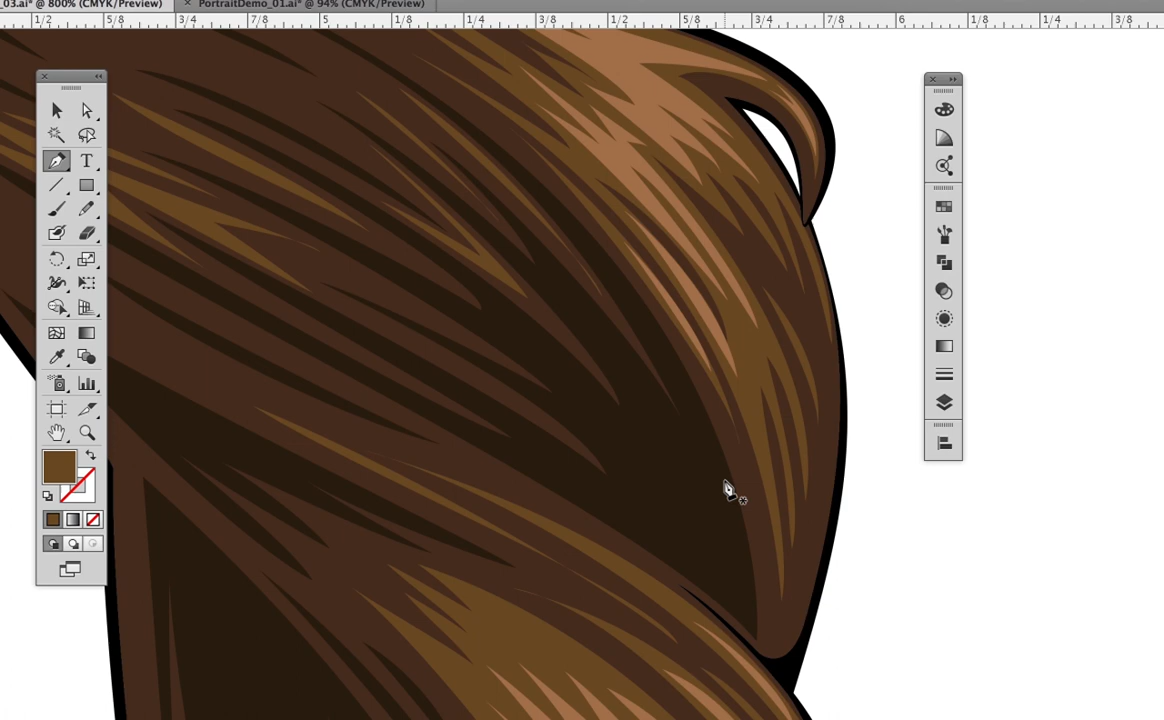 _03.ai* @ 800% (CMYK/Preview) × PortraitDemo_01.ai* @ 94% (CMYK/Preview)
1/2 5/8 3/4 7/8 5 1/8 1/4 3/8 1/2 5/8 3/4 7/8 6 1/8 1/4 3/8
T